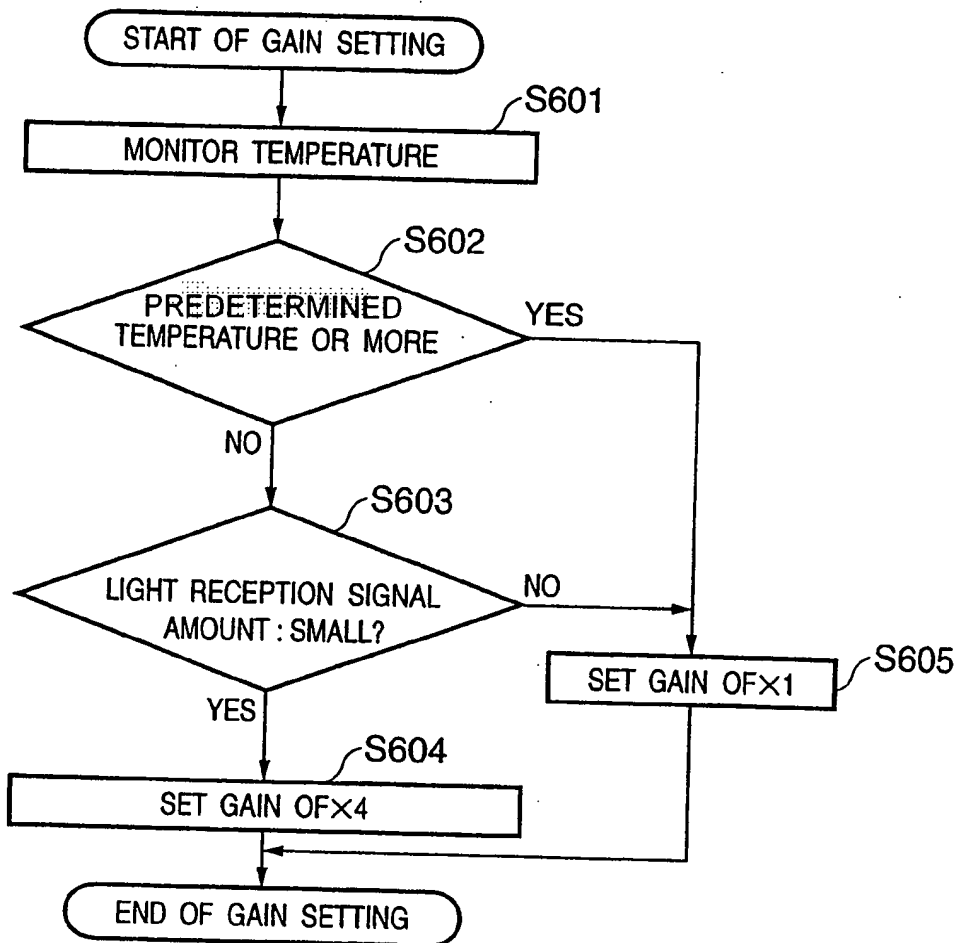 START OF GAIN SETTING
S601
MONITOR TEMPERATURE
S602
PREDETERMINED
TEMPERATURE OR MORE
YES
NO
S603
LIGHT RECEPTION SIGNAL
AMOUNT : SMALL?
NO
YES
S605
SET GAIN OF×1
S604
SET GAIN OF×4
END OF GAIN SETTING